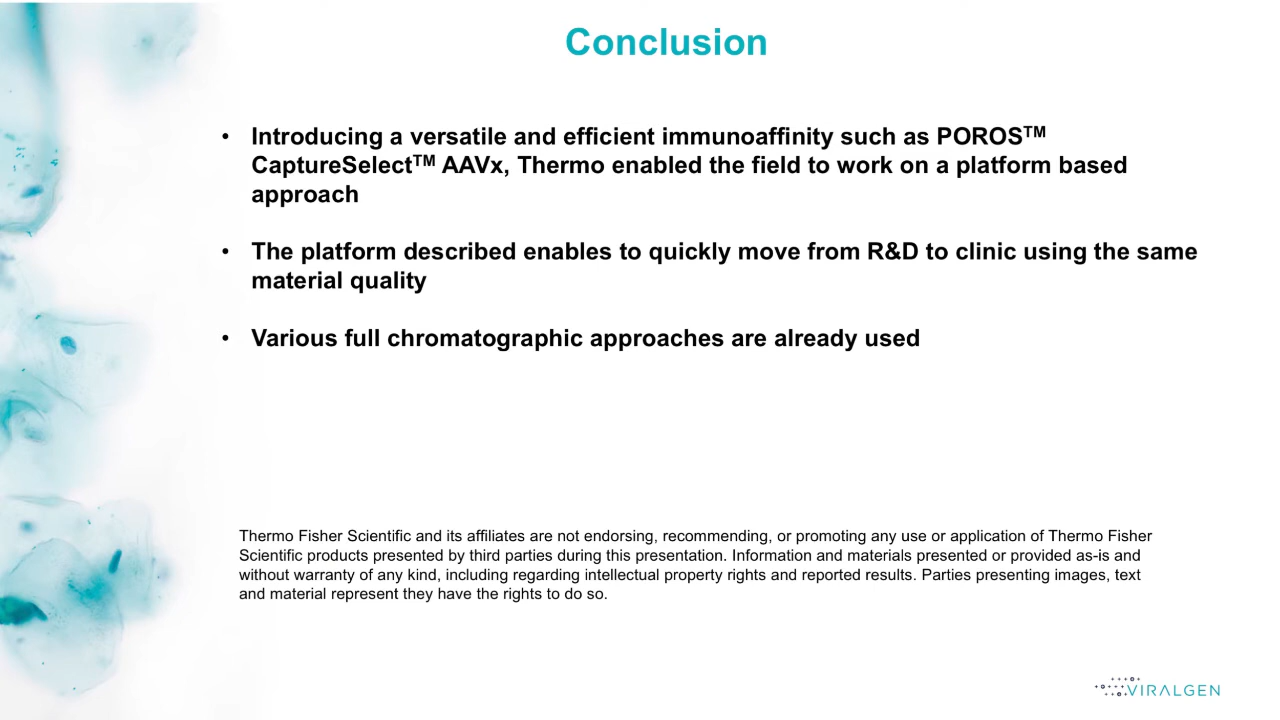 Conclusion
• Introducing a versatile and efficient immunoaffinity such as POROS™
CaptureSelect™ AAVx, Thermo enabled the field to work on a platform based
approach
• The platform described enables to quickly move from R&D to clinic using the same
material quality
• Various full chromatographic approaches are already used
Thermo Fisher Scientific and its affiliates are not endorsing, recommending, or promoting any use or application of Thermo Fisher
Scientific products presented by third parties during this presentation. Information and materials presented or provided as-is and
without warranty of any kind, including regarding intellectual property rights and reported results. Parties presenting images, text
and material represent they have the rights to do so.
VIRALGEN